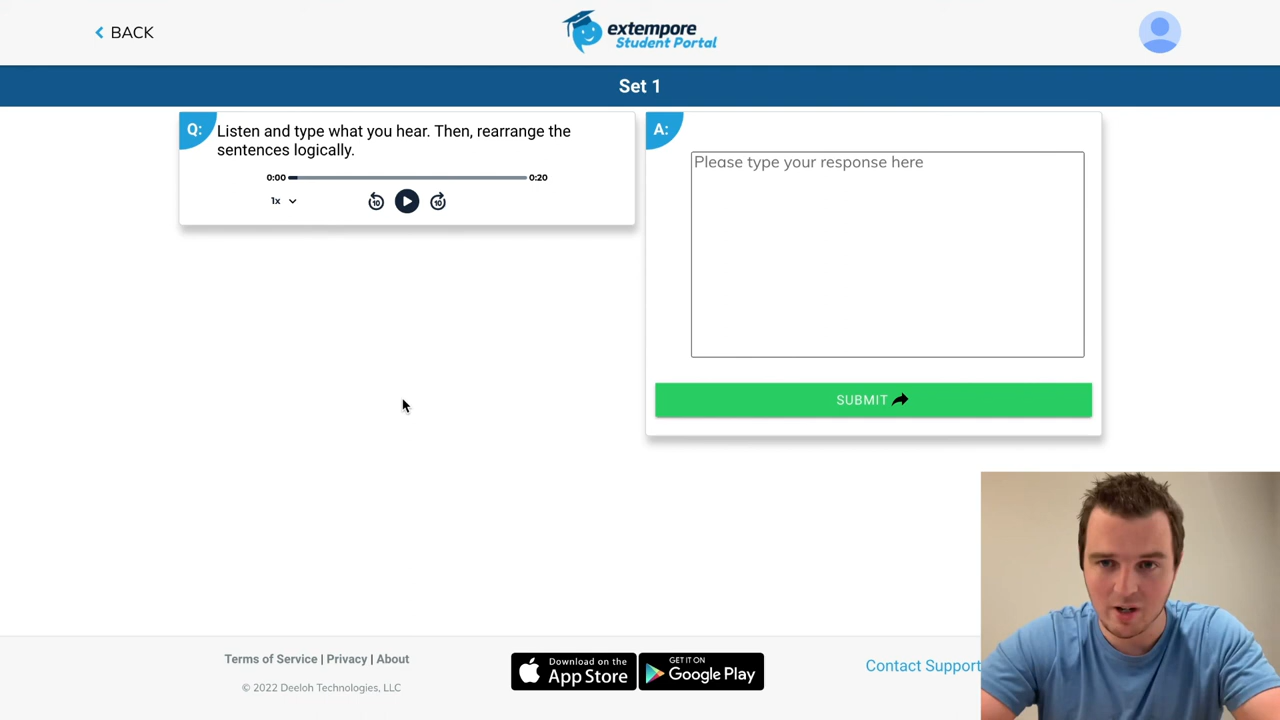 BACK
extempore
Student Portal
Set 1
Q:
Listen and type what you hear. Then, rearrange the
sentences logically.
0:00
0:20
1x
10
10
A:
Please type your response here
SUBMIT
Terms of Service | Privacy | About
© 2022 Deeloh Technologies, LLC
Download on the
App Store
GET IT ON
Google Play
Contact Support